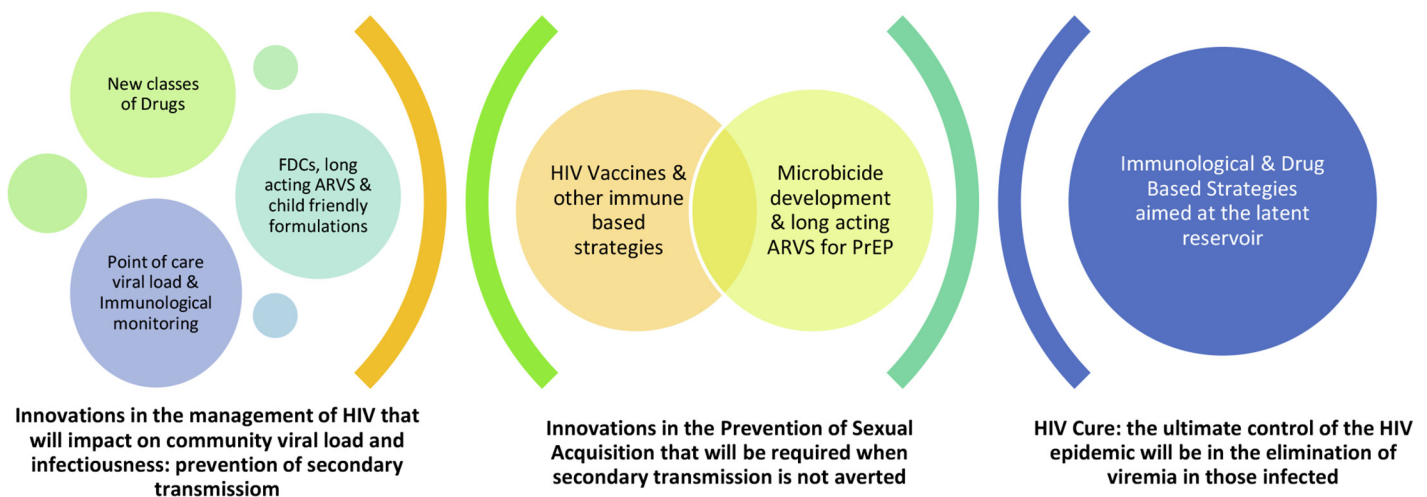 New classes
of Drugs
FDCs, long
acting ARVS &
child friendly
formulations
Point of care
viral load &
Immunological
monitoring
Innovations in the management of HIV that
will impact on community viral load and
infectiousness: prevention of secondary
transmissiom
HIV Vaccines &
other immune
based
strategies
Microbicide
development
& long acting
ARVS for PrEP
Innovations in the Prevention of Sexual
Acquisition that will be required when
secondary transmission is not averted
Immunological & Drug
Based Strategies
aimed at the latent
reservoir
HIV Cure: the ultimate control of the HIV
epidemic will be in the elimination of
viremia in those infected